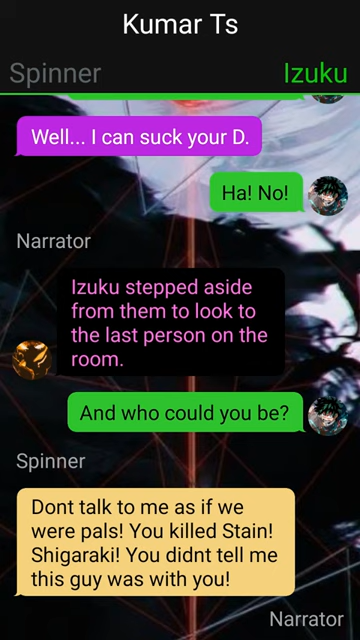 Kumar Ts
Spinner
Izuku
Well... I can suck your D.
Ha! No!
Narrator
Izuku stepped aside
from them to look to
the last person on the
room.
And who could you be?
Spinner
Dont talk to me as if we
were pals! You killed Stain!
Shigaraki! You didnt tell me
this guy was with you!
Narrator